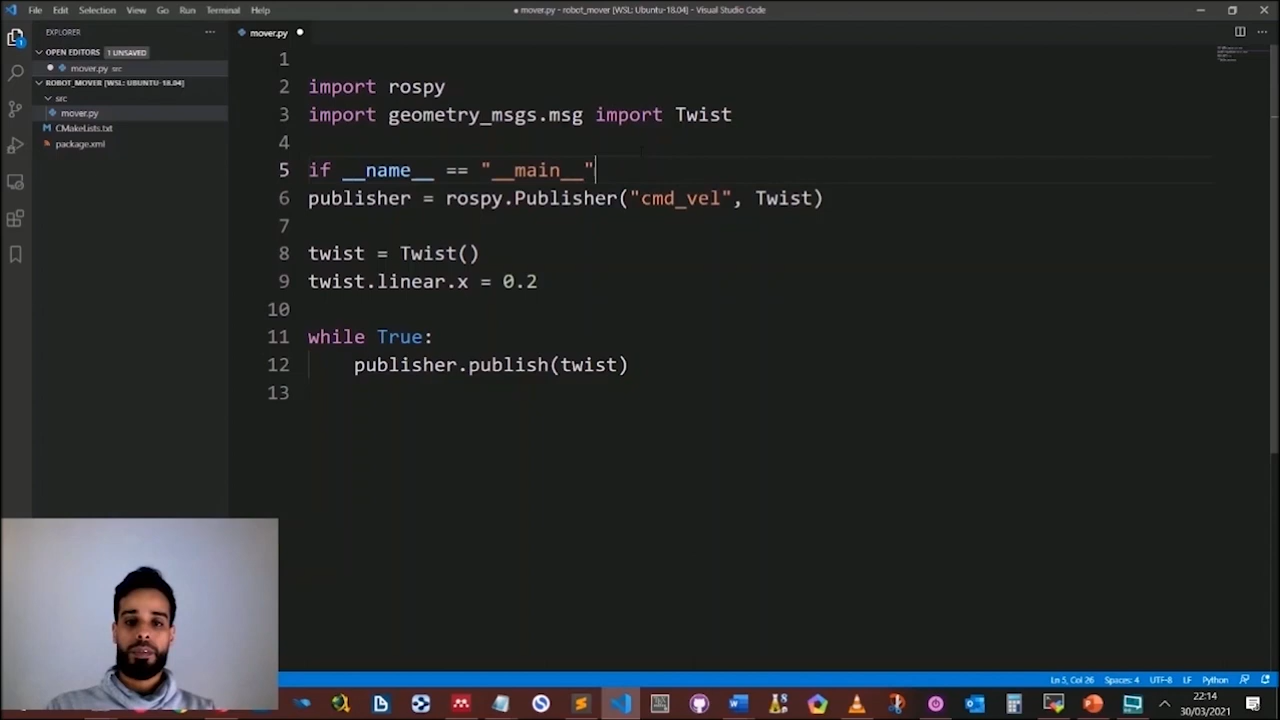 File Edit Selection View Go Run Terminal Help
● mover.py - robot_mover [WSL: Ubuntu-18.04] - Visual Studio Code
EXPLORER
OPEN EDITORS 1 UNSAVED
mover.py src
ROBOT_MOVER [WSL: UBUNTU-18.04]
src
mover.py
CMakeLists.txt
package.xml
mover.py
1
2 import rospy
3 import geometry_msgs.msg import Twist
4
5 if __name__ == "__main__"
6 publisher = rospy.Publisher("cmd_vel", Twist)
7
8 twist = Twist()
9 twist.linear.x = 0.2
10
11 while True:
12 publisher.publish(twist)
13
Ln 5, Col 26 Spaces: 4 UTF-8 LF Python
22:14
30/03/2021